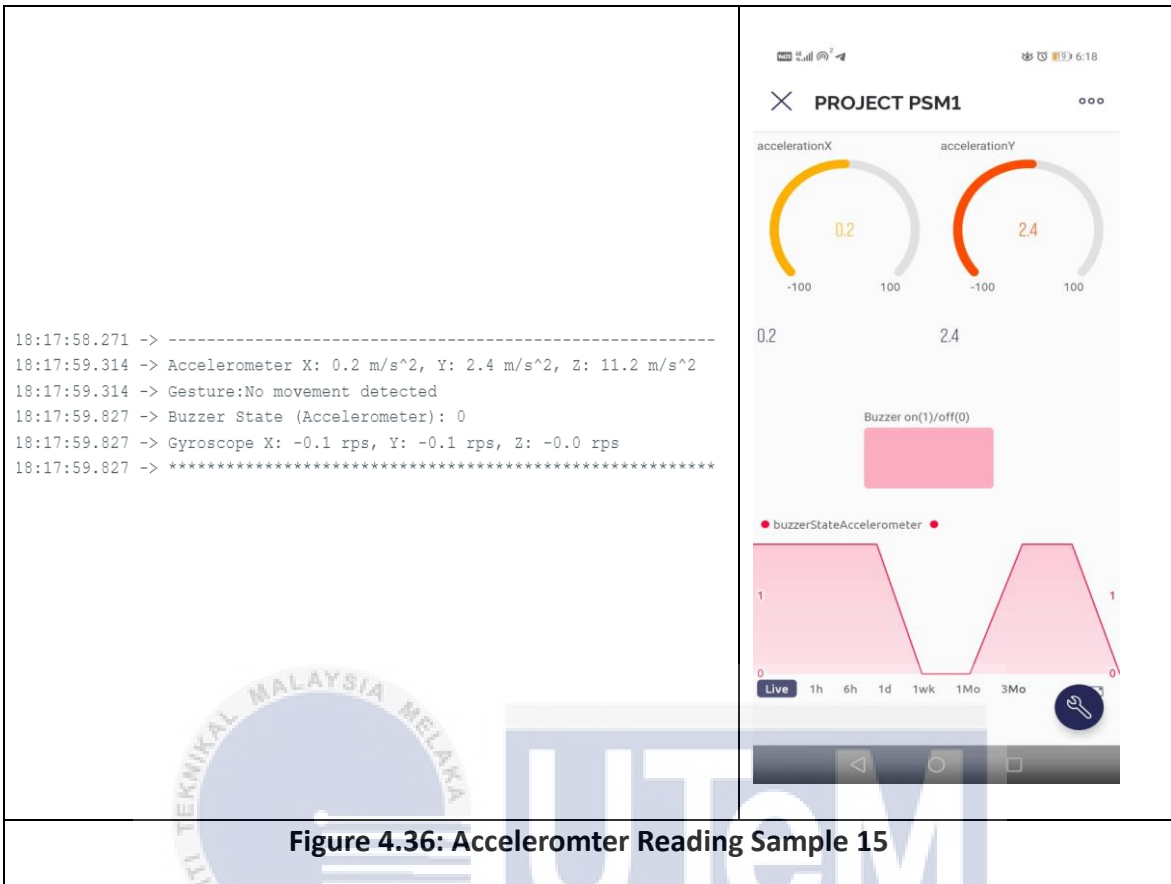 18:17:58.271 -> ---------------------------------------------------------
18:17:59.314 -> Accelerometer X: 0.2 m/s^2, Y: 2.4 m/s^2, Z: 11.2 m/s^2
18:17:59.314 -> Gesture:No movement detected
18:17:59.827 -> Buzzer State (Accelerometer): 0
18:17:59.827 -> Gyroscope X: -0.1 rps, Y: -0.1 rps, Z: -0.0 rps
18:17:59.827 -> *********************************************************
6:18
PROJECT PSM1
accelerationX accelerationY
0.2 2.4
-100 100 -100 100
0.2 2.4
Buzzer on(1)/off(0)
buzzerStateAccelerometer
1 1
0 0
Live 1h 6h 1d 1wk 1Mo 3Mo
TEKNIKAL MALAYSIA MELAKA
UTeM
Figure 4.36: Acceleromter Reading Sample 15